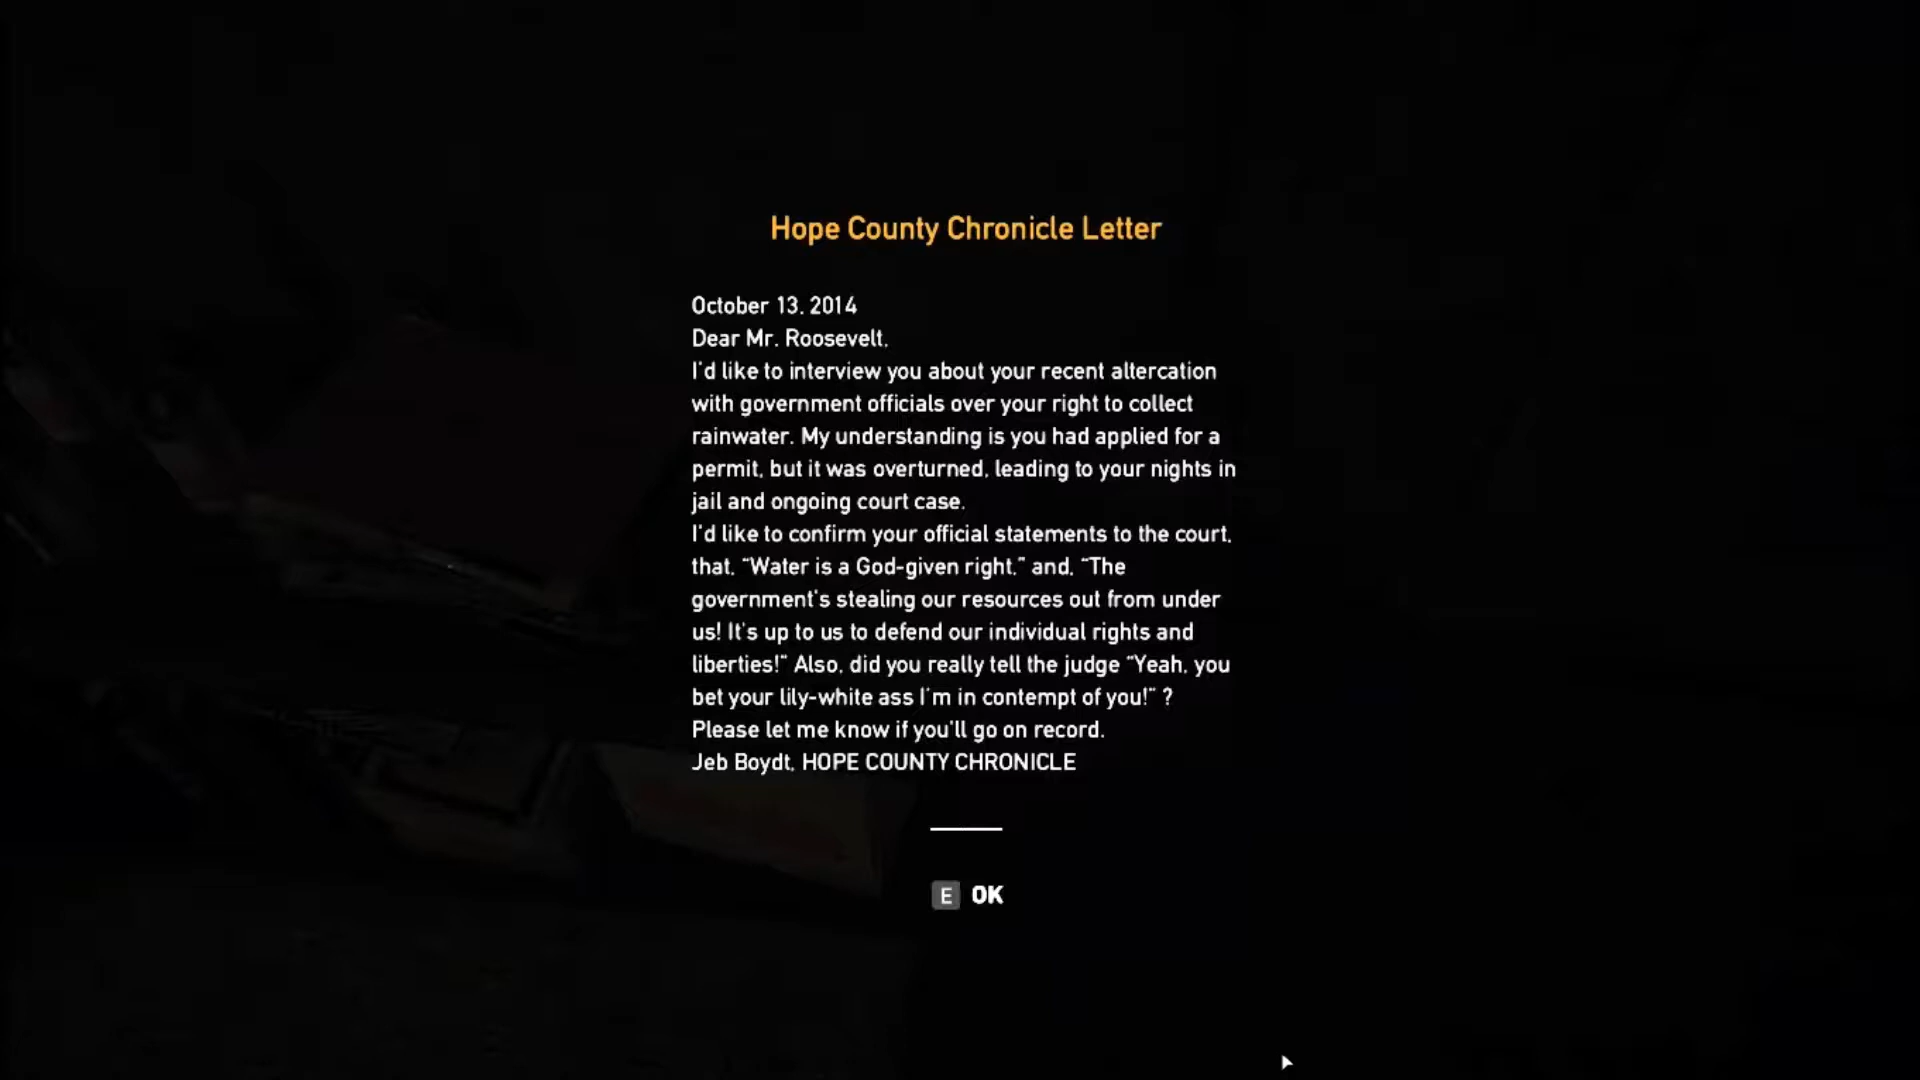 Hope County Chronicle Letter
October 13, 2014
Dear Mr. Roosevelt,
I'd like to interview you about your recent altercation
with government officials over your right to collect
rainwater. My understanding is you had applied for a
permit, but it was overturned, leading to your nights in
jail and ongoing court case.
I'd like to confirm your official statements to the court,
that, “Water is a God-given right,” and, “The
government's stealing our resources out from under
us! It's up to us to defend our individual rights and
liberties!” Also, did you really tell the judge “Yeah, you
bet your lily-white ass I'm in contempt of you!” ?
Please let me know if you'll go on record.
Jeb Boydt, HOPE COUNTY CHRONICLE
E OK